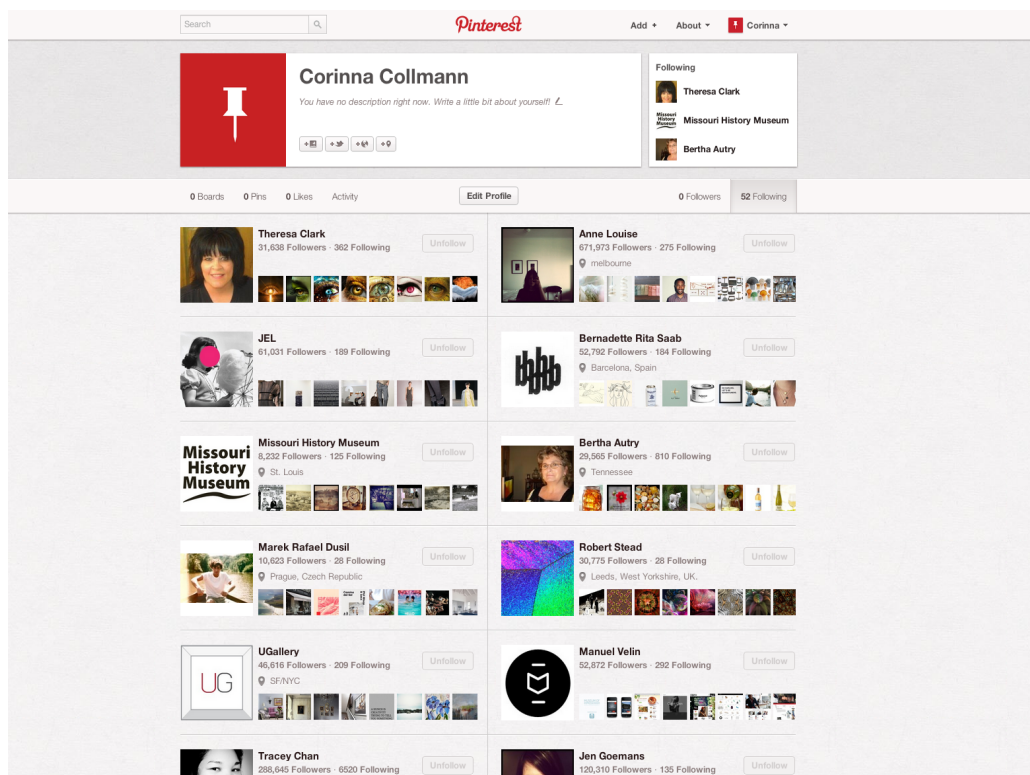 Search
Pinterest
Add +
About
Corinna
Corinna Collmann
You have no description right now. Write a little bit about yourself!
Following
Theresa Clark
Missouri History Museum
Missouri History Museum
Bertha Autry
0 Boards
0 Pins
0 Likes
Activity
Edit Profile
0 Followers
52 Following
Theresa Clark
31,638 Followers · 362 Following
Unfollow
Anne Louise
671,973 Followers · 275 Following
melbourne
Unfollow
JEL
61,031 Followers · 189 Following
Unfollow
Bernadette Rita Saab
52,792 Followers · 184 Following
Barcelona, Spain
Unfollow
Missouri
History
Museum
Missouri History Museum
8,232 Followers · 125 Following
St. Louis
Unfollow
Bertha Autry
29,565 Followers · 810 Following
Tennessee
Unfollow
Marek Rafael Dusil
10,623 Followers · 28 Following
Prague, Czech Republic
Unfollow
Robert Stead
30,775 Followers · 28 Following
Leeds, West Yorkshire, UK.
Unfollow
UG
UGallery
46,616 Followers · 209 Following
SF/NYC
Unfollow
Manuel Velin
52,872 Followers · 292 Following
Unfollow
Tracey Chan
288,645 Followers · 6520 Following
Unfollow
Jen Goemans
120,310 Followers · 135 Following
Unfollow